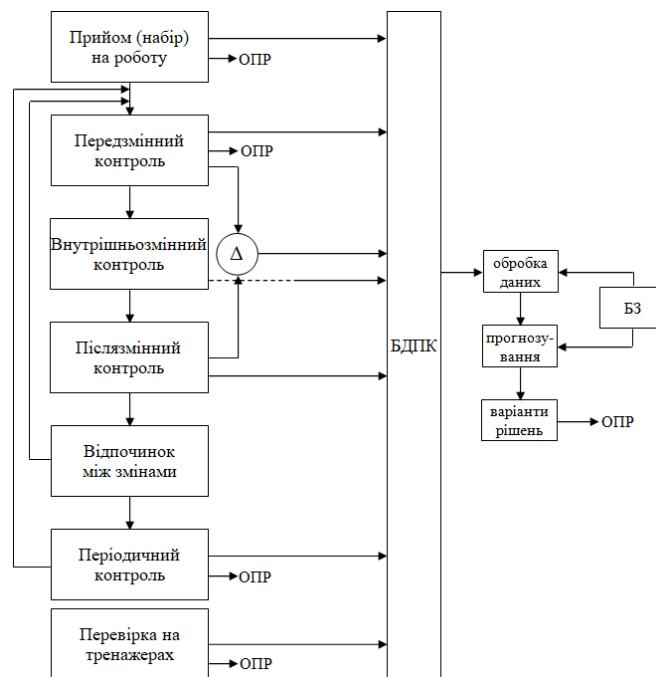 Прийом (набір)
на роботу
ОПР
Передзмінний
контроль
ОПР
Внутрішньозмінний
контроль
Δ
Післязмінний
контроль
Відпочинок
між змінами
Періодичний
контроль
ОПР
Перевірка на
тренажерах
ОПР
БДПК
обробка
даних
БЗ
прогнозу-
вання
варіанти
рішень
ОПР